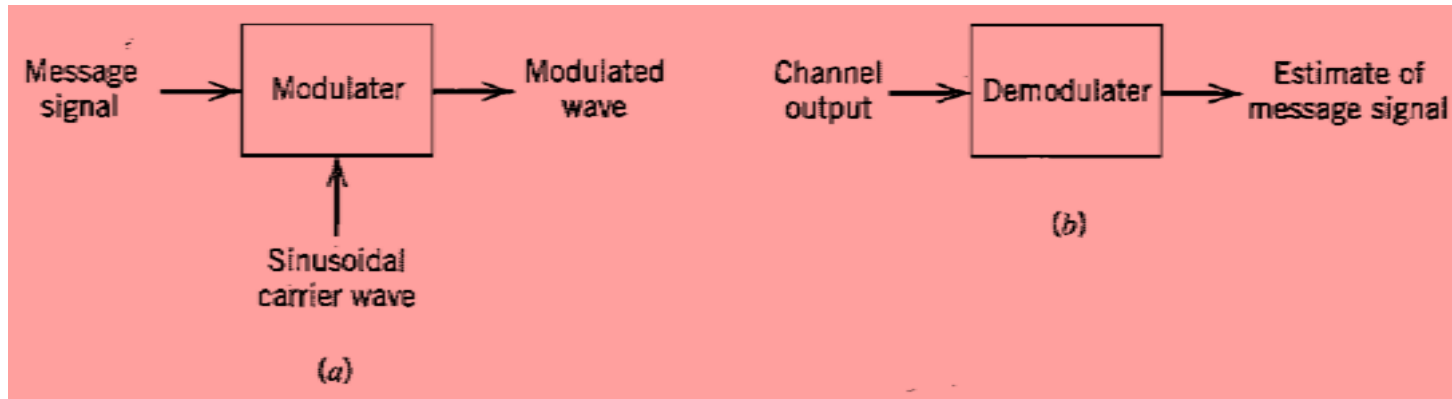 Message
signal
Modulater
Modulated
wave
Sinusoidal
carrier wave
(a)
Channel
output
Demodulater
Estimate of
message signal
(b)